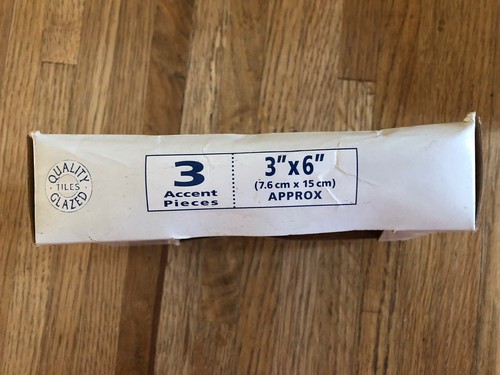 QUALITY
TILES
GLAZED
3
Accent
Pieces
3"x6"
(7.6 cm x 15 cm)
APPROX